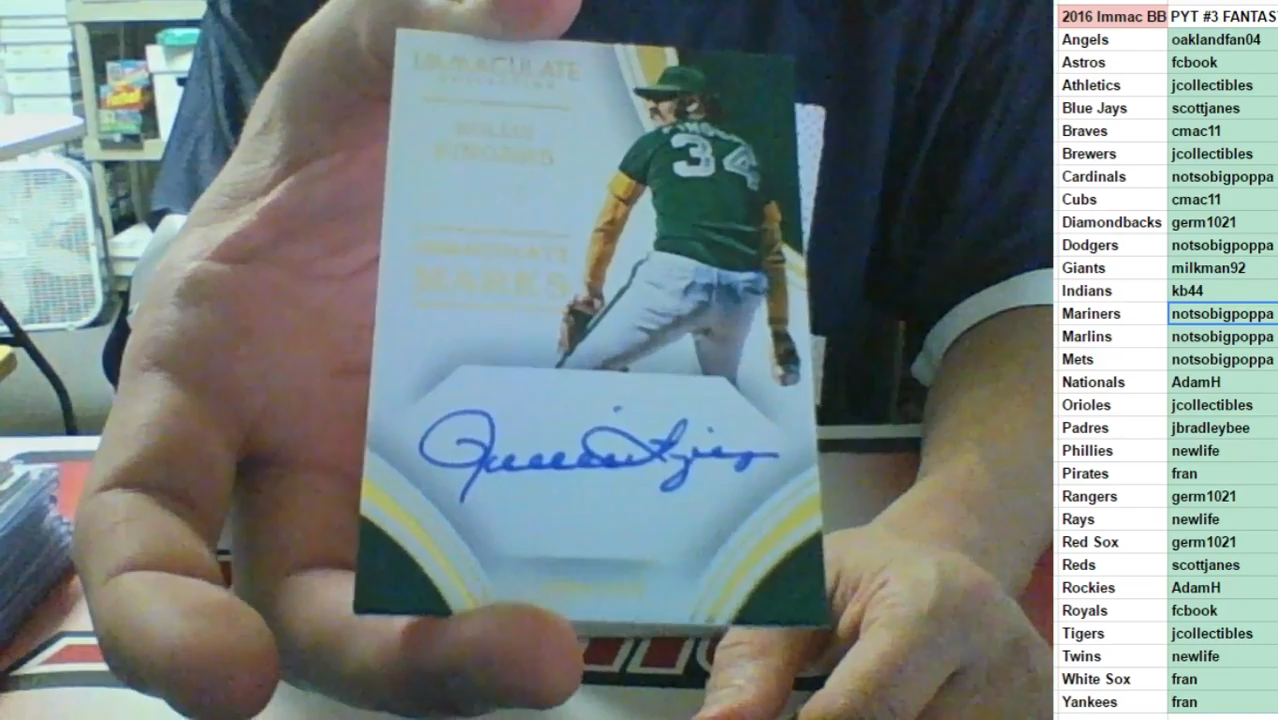 IMMACULATE
COLLECTION
ROLLIE
FINGERS
IMMACULATE
MARKS
34
2016 Immac BB PYT #3 FANTAS
Angels oaklandfan04
Astros fcbook
Athletics jcollectibles
Blue Jays scottjanes
Braves cmac11
Brewers jcollectibles
Cardinals notsobigpoppa
Cubs cmac11
Diamondbacks germ1021
Dodgers notsobigpoppa
Giants milkman92
Indians kb44
Mariners notsobigpoppa
Marlins notsobigpoppa
Mets notsobigpoppa
Nationals AdamH
Orioles jcollectibles
Padres jbradleybee
Phillies newlife
Pirates fran
Rangers germ1021
Rays newlife
Red Sox germ1021
Reds scottjanes
Rockies AdamH
Royals fcbook
Tigers jcollectibles
Twins newlife
White Sox fran
Yankees fran